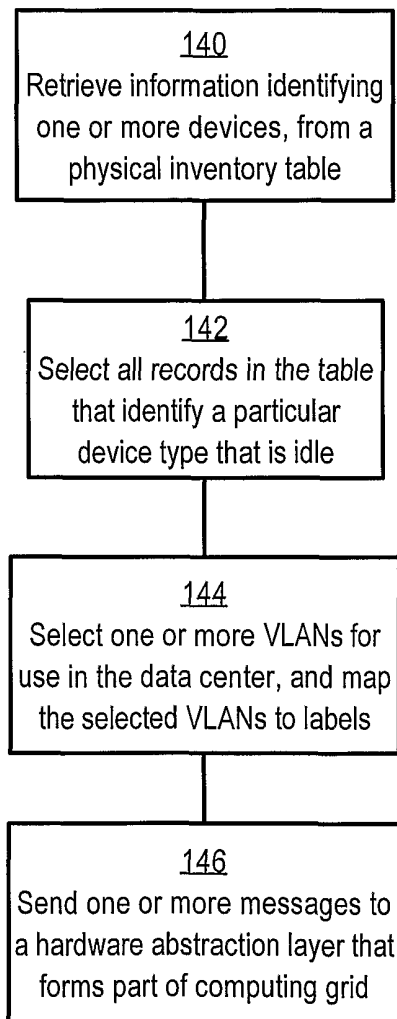 140
Retrieve information identifying
one or more devices, from a
physical inventory table
142
Select all records in the table
that identify a particular
device type that is idle
144
Select one or more VLANs for
use in the data center, and map
the selected VLANs to labels
146
Send one or more messages to
a hardware abstraction layer that
forms part of computing grid